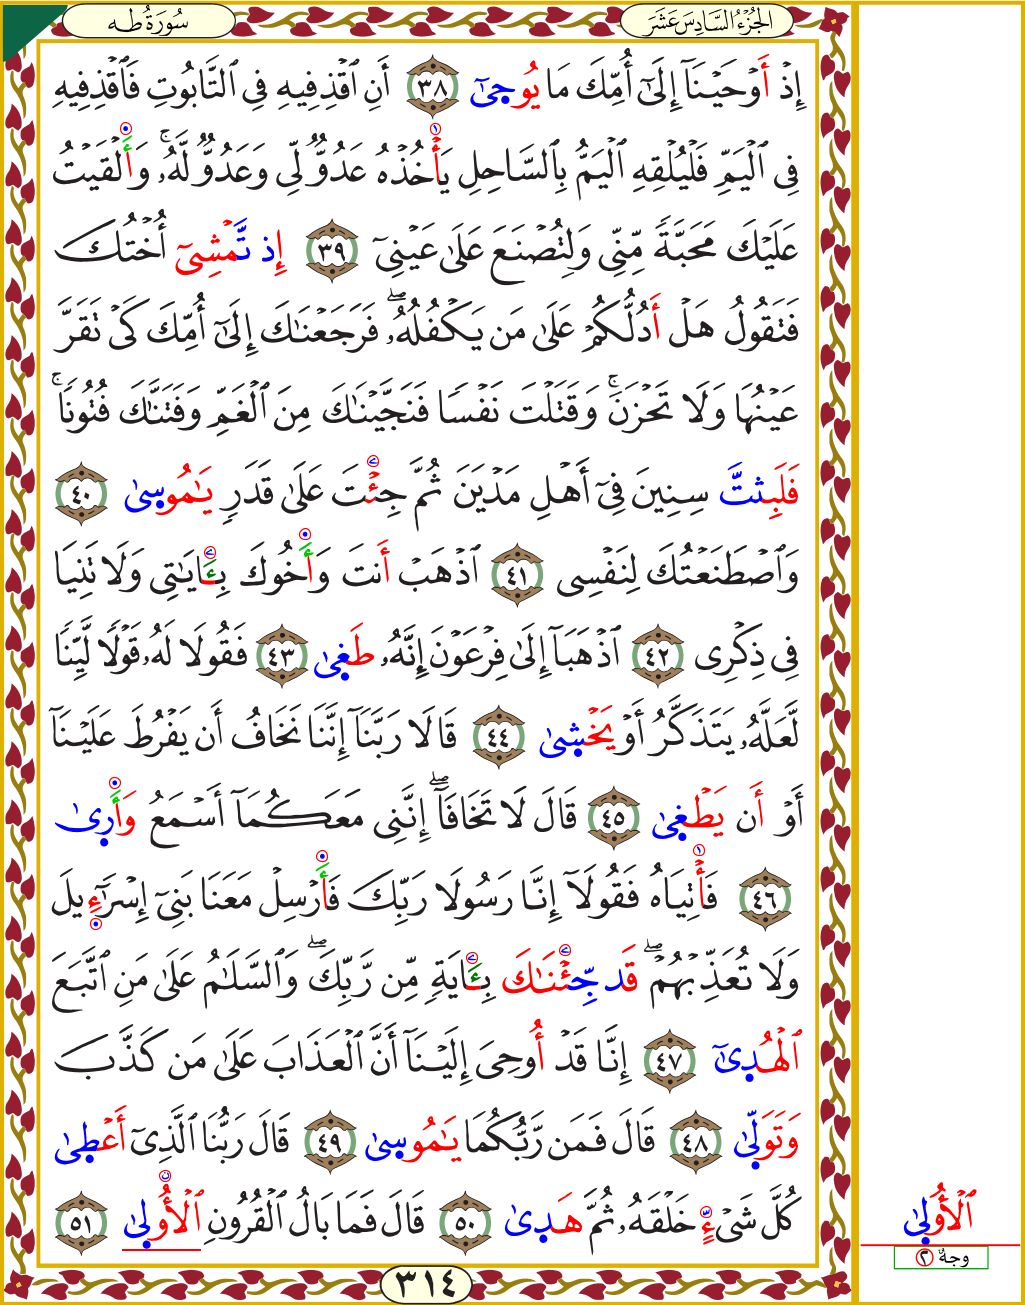 سُورَةُ طه
الجُزْءُ السَّادِسَ عَشَرَ
إِذْ أَوْحَيْنَآ إِلَىٰٓ أُمِّكَ مَا يُوحِىٰٓ ٣٨ أَنِ ٱقْذِفِيهِ فِى ٱلتَّابُوتِ فَٱقْذِفِيهِ
فِى ٱلْيَمِّ فَلْيُلْقِهِ ٱلْيَمُّ بِٱلسَّاحِلِ يَأْخُذْهُ عَدُوٌّ لِّى وَعَدُوٌّ لَّهُۥ ۚ وَأَلْقَيْتُ
عَلَيْكَ مَحَبَّةً مِّنِّى وَلِتُصْنَعَ عَلَىٰ عَيْنِىٓ ٣٩ إِذ تَّمْشِىٓ أُخْتُكَ
فَتَقُولُ هَلْ أَدُلُّكُمْ عَلَىٰ مَن يَكْفُلُهُۥ ۖ فَرَجَعْنَـٰكَ إِلَىٰٓ أُمِّكَ كَىْ تَقَرَّ
عَيْنُهَا وَلَا تَحْزَنَ ۚ وَقَتَلْتَ نَفْسًا فَنَجَّيْنَـٰكَ مِنَ ٱلْغَمِّ وَفَتَنَّـٰكَ فُتُونًا ۚ
فَلَبِثتَّ سِنِينَ فِىٓ أَهْلِ مَدْيَنَ ثُمَّ جِئْتَ عَلَىٰ قَدَرٍ يَـٰمُوسِىٰ ٤٠
وَٱصْطَنَعْتُكَ لِنَفْسِى ٤١ ٱذْهَبْ أَنتَ وَأَخُوكَ بِـَٔايَـٰتِى وَلَا تَنِيَا
فِى ذِكْرِى ٤٢ ٱذْهَبَآ إِلَىٰ فِرْعَوْنَ إِنَّهُۥ طَغِىٰ ٤٣ فَقُولَا لَهُۥ قَوْلًا لَّيِّنًا
لَّعَلَّهُۥ يَتَذَكَّرُ أَوْ يَخْشِىٰ ٤٤ قَالَا رَبَّنَآ إِنَّنَا نَخَافُ أَن يَفْرُطَ عَلَيْنَآ
أَوْ أَن يَطْغِىٰ ٤٥ قَالَ لَا تَخَافَآ ۖ إِنَّنِى مَعَكُمَآ أَسْمَعُ وَأَرِىٰ
٤٦ فَأْتِيَاهُ فَقُولَآ إِنَّا رَسُولَا رَبِّكَ فَأَرْسِلْ مَعَنَا بَنِىٓ إِسْرَٰٓءِيلَ
وَلَا تُعَذِّبْهُمْ ۖ قَد جِّئْنَـٰكَ بِـَٔايَةٍ مِّن رَّبِّكَ ۖ وَٱلسَّلَـٰمُ عَلَىٰ مَنِ ٱتَّبَعَ
ٱلْهُدِىٰٓ ٤٧ إِنَّا قَدْ أُوحِىَ إِلَيْنَآ أَنَّ ٱلْعَذَابَ عَلَىٰ مَن كَذَّبَ
وَتَوَلِّىٰ ٤٨ قَالَ فَمَن رَّبُّكُمَا يَـٰمُوسِىٰ ٤٩ قَالَ رَبُّنَا ٱلَّذِىٓ أَعْطِىٰ
كُلَّ شَىْءٍ خَلْقَهُۥ ثُمَّ هَدِىٰ ٥٠ قَالَ فَمَا بَالُ ٱلْقُرُونِ ٱلْأُولِىٰ ٥١
ٱلْأُولِىٰ
وجهٌ ٢
٣١٤